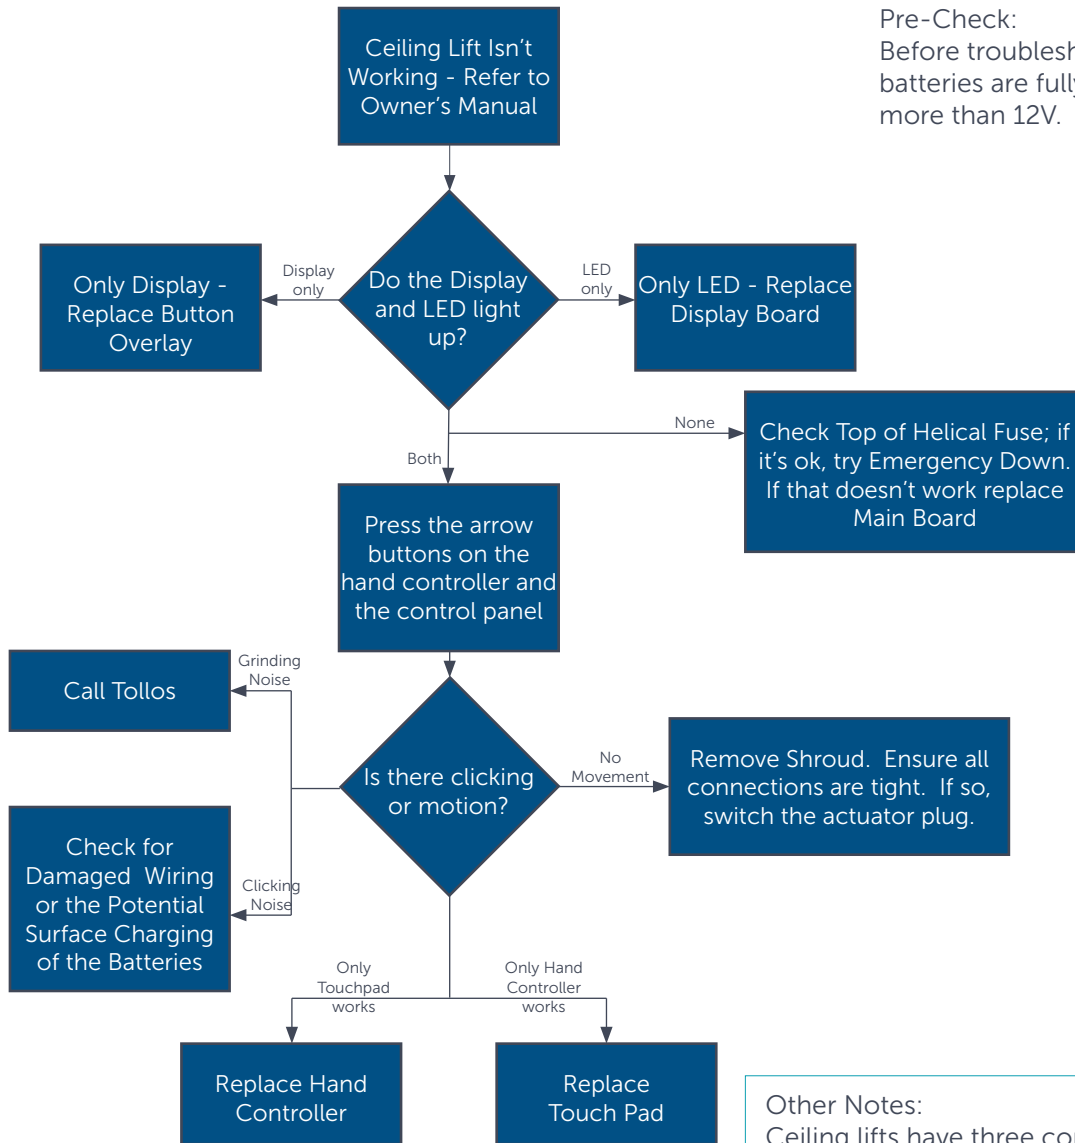 Pre-Check:
Before
batteries are
more than 12V.
Ceiling Lift Isn't
Working - Refer to
Owner's Manual
Do the Display
and LED light
up?
Display
only
Only Display -
Replace Button
Overlay
LED
only
Only LED - Replace
Display Board
None
Check Top of Helical Fuse; if
it's ok, try Emergency Down.
If that doesn't work replace
Main Board
Both
Press the arrow
buttons on the
hand controller and
the control panel
Is there clicking
or motion?
Grinding
Noise
Call Tollos
Clicking
Noise
Check for
Damaged Wiring
or the Potential
Surface Charging
of the Batteries
No
Movement
Remove Shroud. Ensure all
connections are tight. If so,
switch the actuator plug.
Only
Touchpad
works
Replace Hand
Controller
Only Hand
Controller
works
Replace
Touch Pad
Other Notes:
Ceiling lifts have three